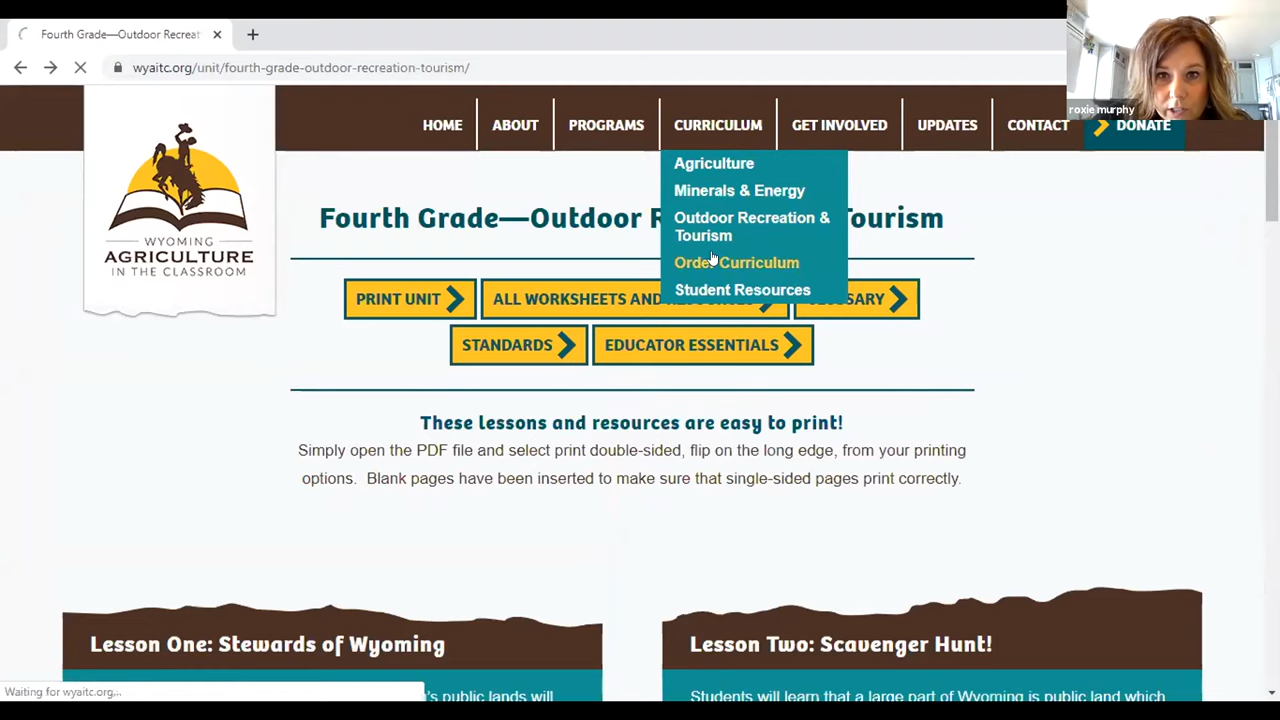 Fourth Grade—Outdoor Recreat
wyaitc.org/unit/fourth-grade-outdoor-recreation-tourism/
roxie murphy
HOME
ABOUT
PROGRAMS
CURRICULUM
GET INVOLVED
UPDATES
CONTACT
DONATE
Agriculture
Minerals & Energy
Outdoor Recreation &
Tourism
Order Curriculum
Student Resources
WYOMING
AGRICULTURE
IN THE CLASSROOM
Fourth Grade—Outdoor R Tourism
PRINT UNIT
ALL WORKSHEETS AND
STANDARDS
EDUCATOR ESSENTIALS
These lessons and resources are easy to print!
Simply open the PDF file and select print double-sided, flip on the long edge, from your printing
options. Blank pages have been inserted to make sure that single-sided pages print correctly.
Lesson One: Stewards of Wyoming
's public lands will
Lesson Two: Scavenger Hunt!
Students will learn that a large part of Wyoming is public land which
Waiting for wyaitc.org...